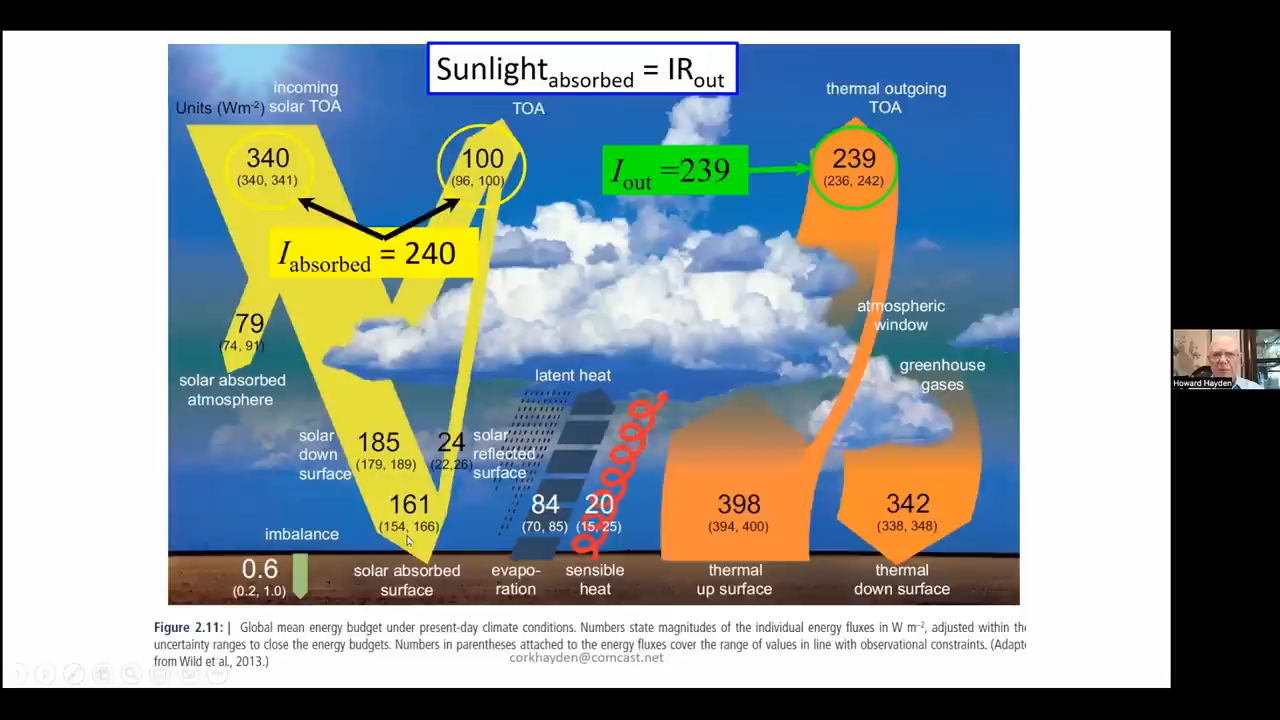 Sunlight absorbed = IR out
Units (Wm-2)
incoming
solar TOA
TOA
thermal outgoing
TOA
340
(340, 341)
100
(96, 100)
I out =239
239
(236, 242)
I absorbed = 240
79
(74, 91)
solar absorbed
atmosphere
atmospheric
window
greenhouse
gases
latent heat
solar
down
surface
185
(179, 189)
24
(22,26)
solar
reflected
surface
161
(154, 166)
84
(70, 85)
20
(15, 25)
398
(394, 400)
342
(338, 348)
imbalance
0.6
(0.2, 1.0)
solar absorbed
surface
evapo-
ration
sensible
heat
thermal
up surface
thermal
down surface
Figure 2.11: | Global mean energy budget under present-day climate conditions. Numbers state magnitudes of the individual energy fluxes in W m–2, adjusted within the
uncertainty ranges to close the energy budgets. Numbers in parentheses attached to the energy fluxes cover the range of values in line with observational constraints. (Adapt
from Wild et al., 2013.)
corkhayden@comcast.net
Howard Hayden